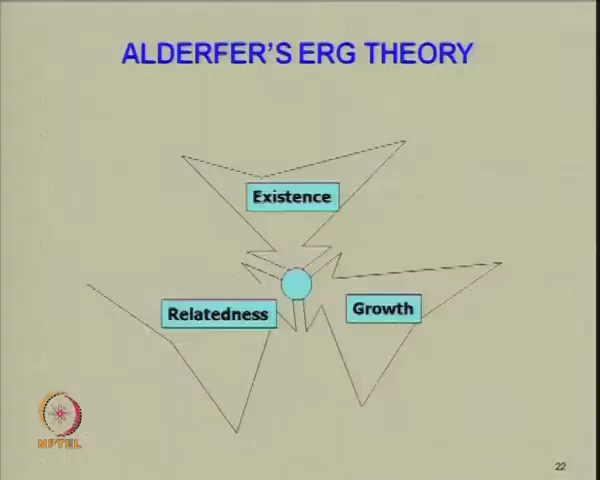 ALDERFER'S ERG THEORY
Existence
Relatedness
Growth
NPTEL
22